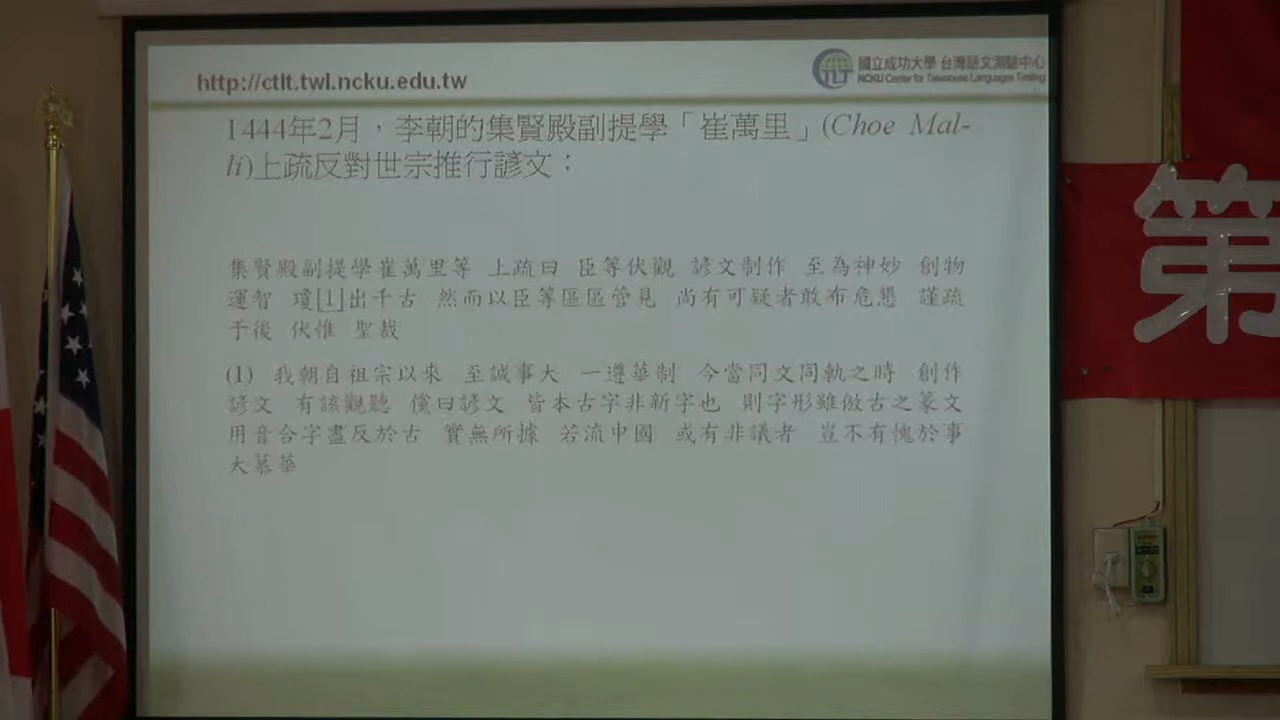 http://ctlt.twl.ncku.edu.tw
國立成功大學 台灣語文測驗中心
NCKU Center for Taiwanese Languages Testing
1444年2月，李朝的集賢殿副提學「崔萬里」(Choe Mal-
li)上疏反對世宗推行諺文：
集賢殿副提學崔萬里等 上疏曰 臣等伏觀 諺文制作 至為神妙 創物
運智 瓊[1]出千古 然而以臣等區區管見 尚有可疑者敢布危懇 謹疏
于後 伏惟 聖裁
(1) 我朝自祖宗以來 至誠事大 一遵華制 今當同文同軌之時 創作
諺文 有該觀聽 儻曰諺文 皆本古字非新字也 則字形雖倣古之篆文
用音合字盡反於古 實無所據 若流中國 或有非議者 豈不有愧於事
大慕華
第